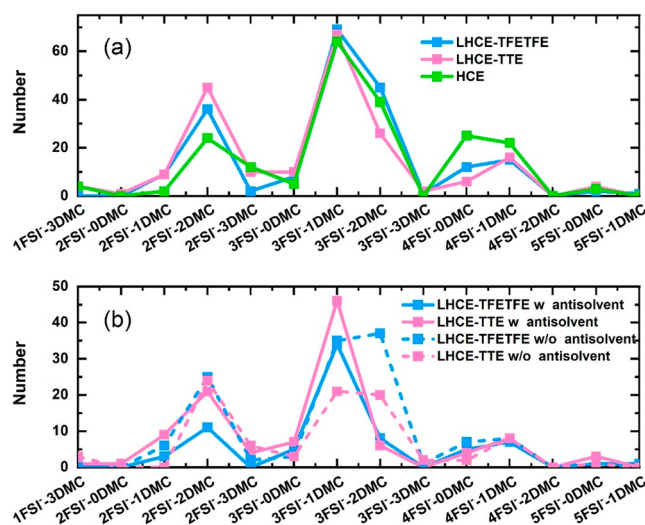 (a)
LHCE-TFETFE
LHCE-TTE
HCE
Number
60
40
20
0
1FSI⁻-3DMC
2FSI⁻-0DMC
2FSI⁻-1DMC
2FSI⁻-2DMC
2FSI⁻-3DMC
3FSI⁻-0DMC
3FSI⁻-1DMC
3FSI⁻-2DMC
3FSI⁻-3DMC
4FSI⁻-0DMC
4FSI⁻-1DMC
4FSI⁻-2DMC
5FSI⁻-0DMC
5FSI⁻-1DMC
(b)
LHCE-TFETFE w antisolvent
LHCE-TTE w antisolvent
LHCE-TFETFE w/o antisolvent
LHCE-TTE w/o antisolvent
Number
50
40
30
20
10
0
1FSI⁻-3DMC
2FSI⁻-0DMC
2FSI⁻-1DMC
2FSI⁻-2DMC
2FSI⁻-3DMC
3FSI⁻-0DMC
3FSI⁻-1DMC
3FSI⁻-2DMC
3FSI⁻-3DMC
4FSI⁻-0DMC
4FSI⁻-1DMC
4FSI⁻-2DMC
5FSI⁻-0DMC
5FSI⁻-1DMC